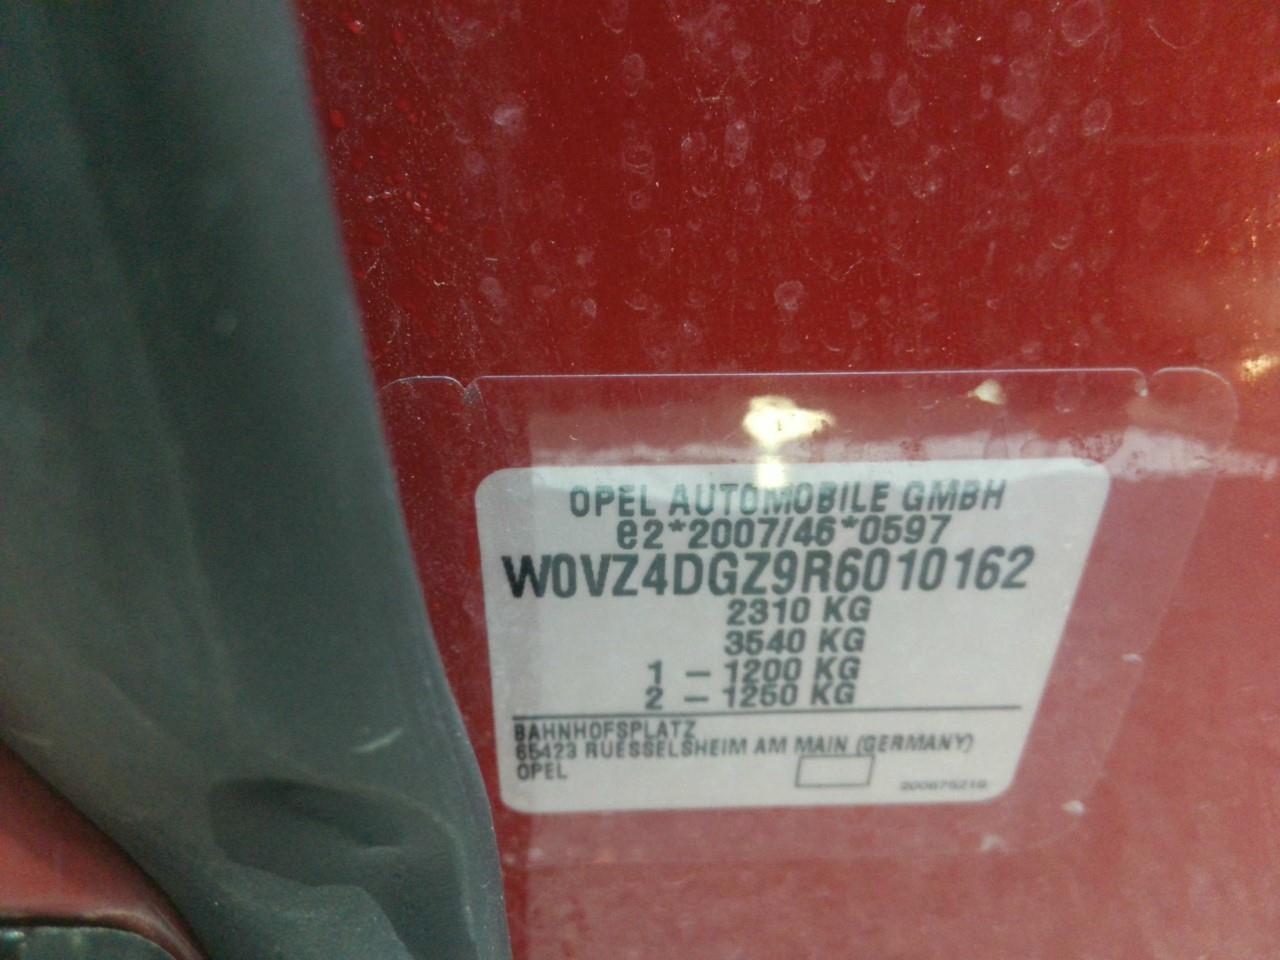 OPEL AUTOMOBILE GMBH
e2*2007/46*0597
W0VZ4DGZ9R6010162
2310 KG
3540 KG
1 – 1200 KG
2 – 1250 KG
BAHNHOFSPLATZ
65423 RUESSELSHEIM AM MAIN (GERMANY)
OPEL